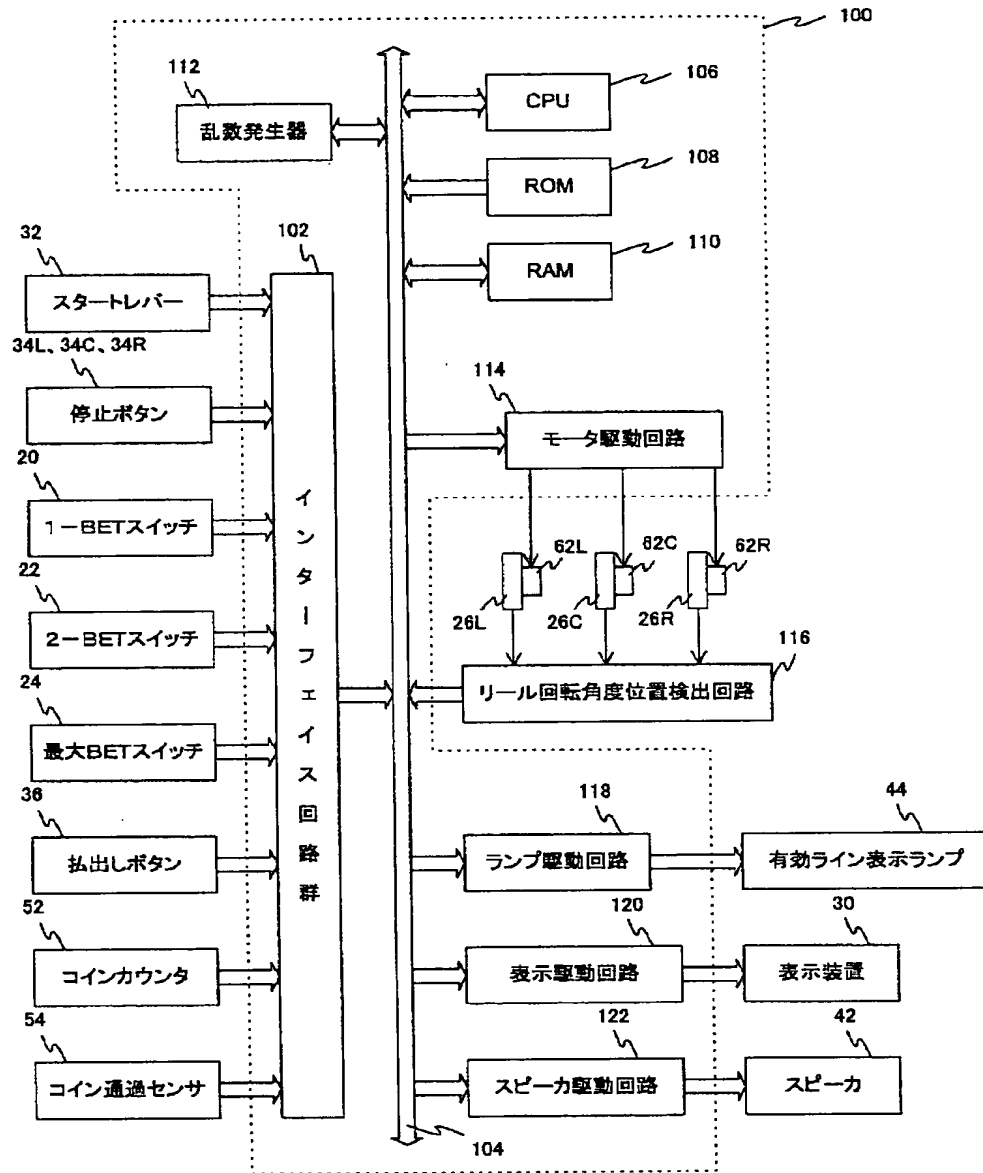 100
112
乱数発生器
CPU
106
ROM
108
RAM
110
32
スタートレバー
102
34L、34C、34R
停止ボタン
114
モータ駆動回路
20
1－BETスイッチ
インターフェイス回路群
62L
62C
62R
26L
26C
26R
22
2－BETスイッチ
116
リール回転角度位置検出回路
24
最大BETスイッチ
36
払出しボタン
118
ランプ駆動回路
44
有効ライン表示ランプ
52
コインカウンタ
120
表示駆動回路
30
表示装置
54
コイン通過センサ
122
スピーカ駆動回路
42
スピーカ
104